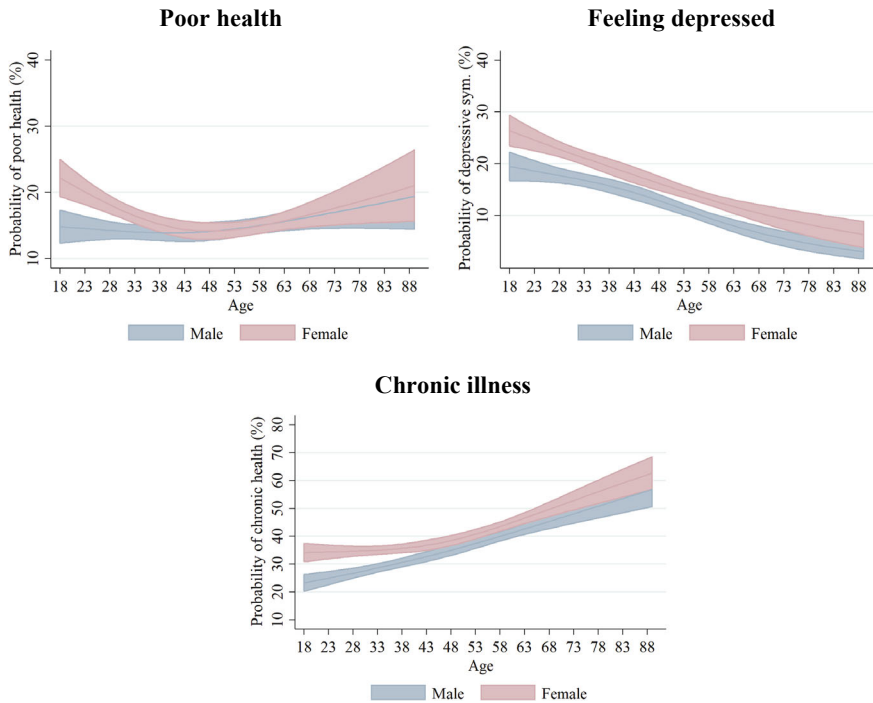 Poor health
Probability of poor health (%)
40
30
20
10
18 23 28 33 38 43 48 53 58 63 68 73 78 83 88
Age
Male Female
Feeling depressed
Probability of depressive sym. (%)
40
30
20
10
18 23 28 33 38 43 48 53 58 63 68 73 78 83 88
Age
Male Female
Chronic illness
Probability of chronic health (%)
80
70
60
50
40
30
20
10
18 23 28 33 38 43 48 53 58 63 68 73 78 83 88
Age
Male Female